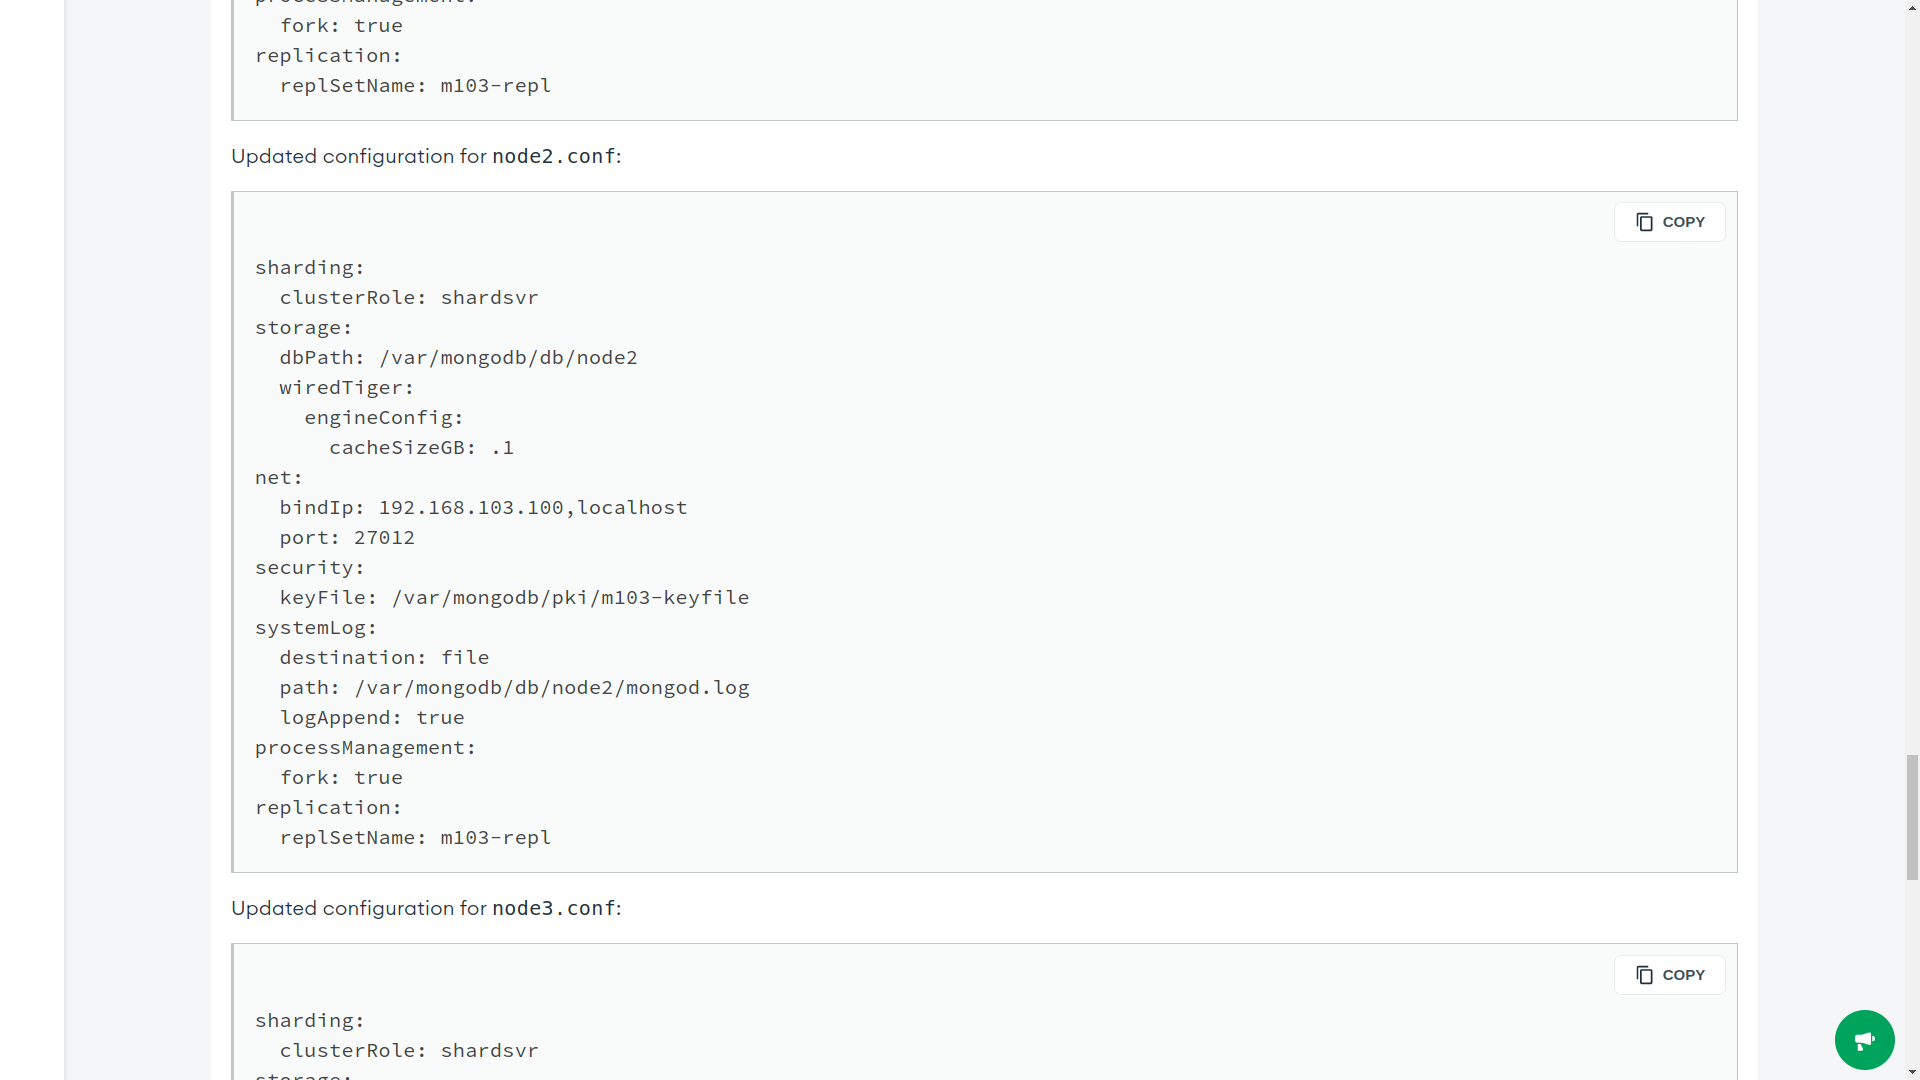 processManagement:
  fork: true
replication:
  replSetName: m103-repl
Updated configuration for node2.conf:
COPY
sharding:
  clusterRole: shardsvr
storage:
  dbPath: /var/mongodb/db/node2
  wiredTiger:
    engineConfig:
      cacheSizeGB: .1
net:
  bindIp: 192.168.103.100,localhost
  port: 27012
security:
  keyFile: /var/mongodb/pki/m103-keyfile
systemLog:
  destination: file
  path: /var/mongodb/db/node2/mongod.log
  logAppend: true
processManagement:
  fork: true
replication:
  replSetName: m103-repl
Updated configuration for node3.conf:
COPY
sharding:
  clusterRole: shardsvr
storage: